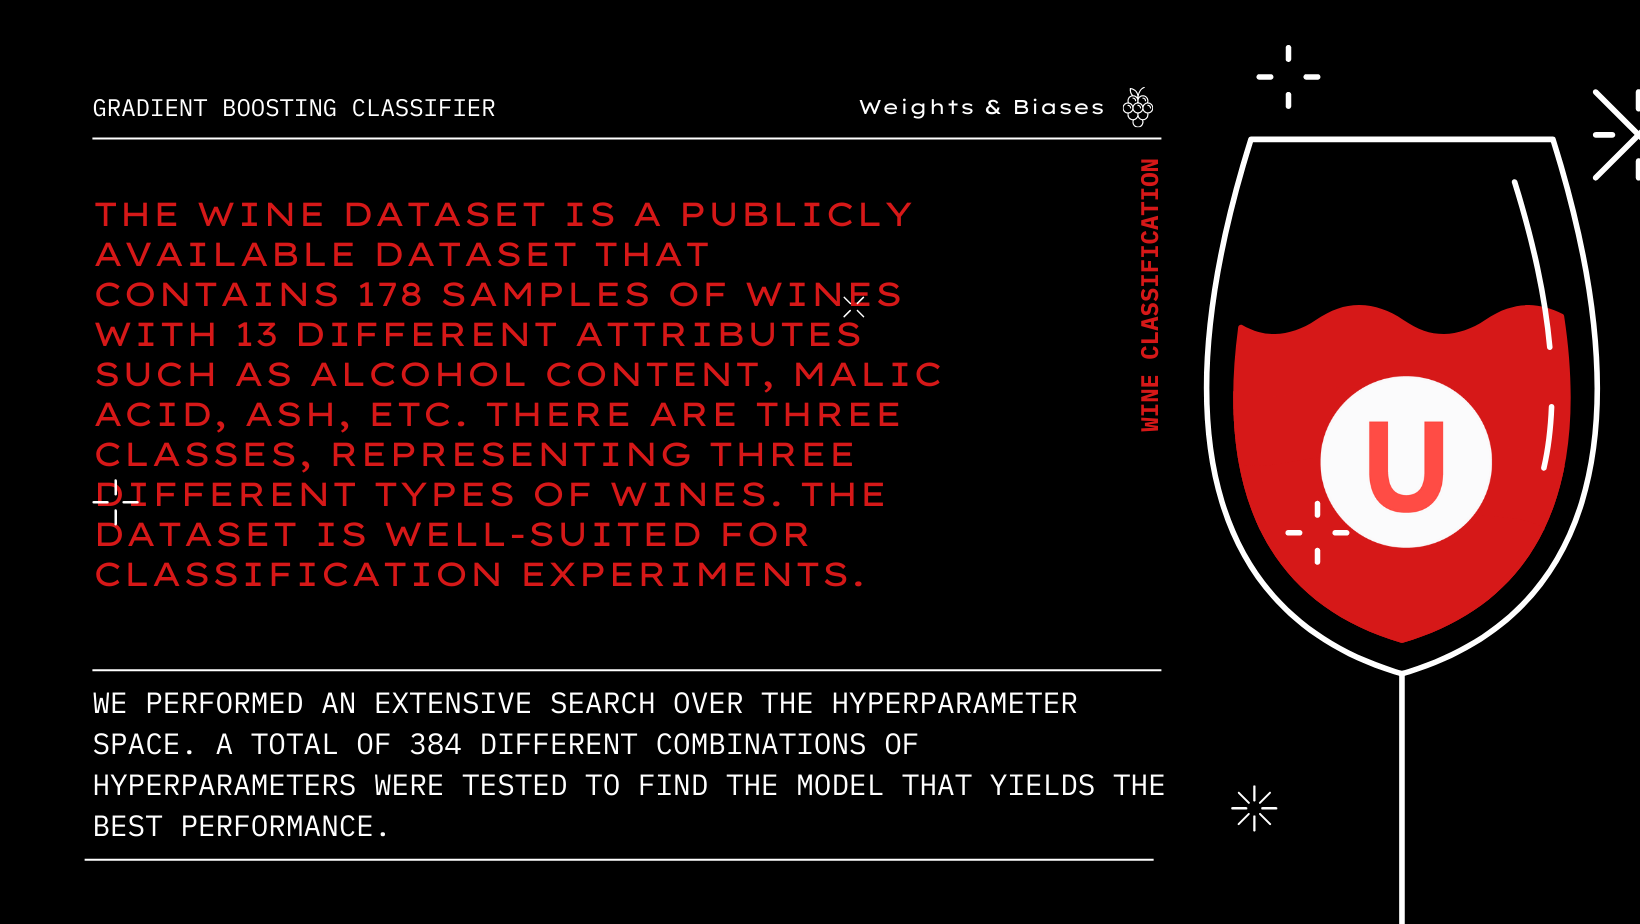 GRADIENT BOOSTING CLASSIFIER
Weights & Biases
WINE CLASSIFICATION
THE WINE DATASET IS A PUBLICLY
AVAILABLE DATASET THAT
CONTAINS 178 SAMPLES OF WINES
WITH 13 DIFFERENT ATTRIBUTES
SUCH AS ALCOHOL CONTENT, MALIC
ACID, ASH, ETC. THERE ARE THREE
CLASSES, REPRESENTING THREE
DIFFERENT TYPES OF WINES. THE
DATASET IS WELL-SUITED FOR
CLASSIFICATION EXPERIMENTS.
U
WE PERFORMED AN EXTENSIVE SEARCH OVER THE HYPERPARAMETER
SPACE. A TOTAL OF 384 DIFFERENT COMBINATIONS OF
HYPERPARAMETERS WERE TESTED TO FIND THE MODEL THAT YIELDS THE
BEST PERFORMANCE.